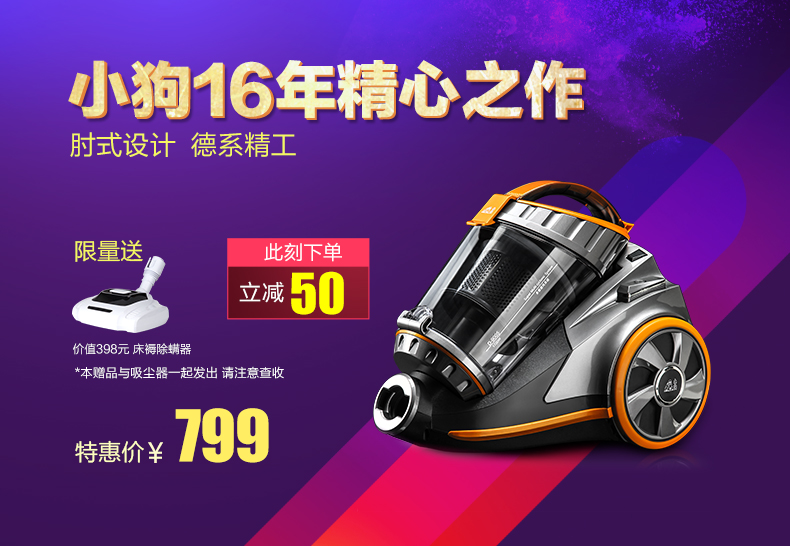 小狗16年精心之作
肘式设计 德系精工
限量送
此刻下单
立减50
价值398元 床褥除螨器
*本赠品与吸尘器一起发出 请注意查收
特惠价¥799